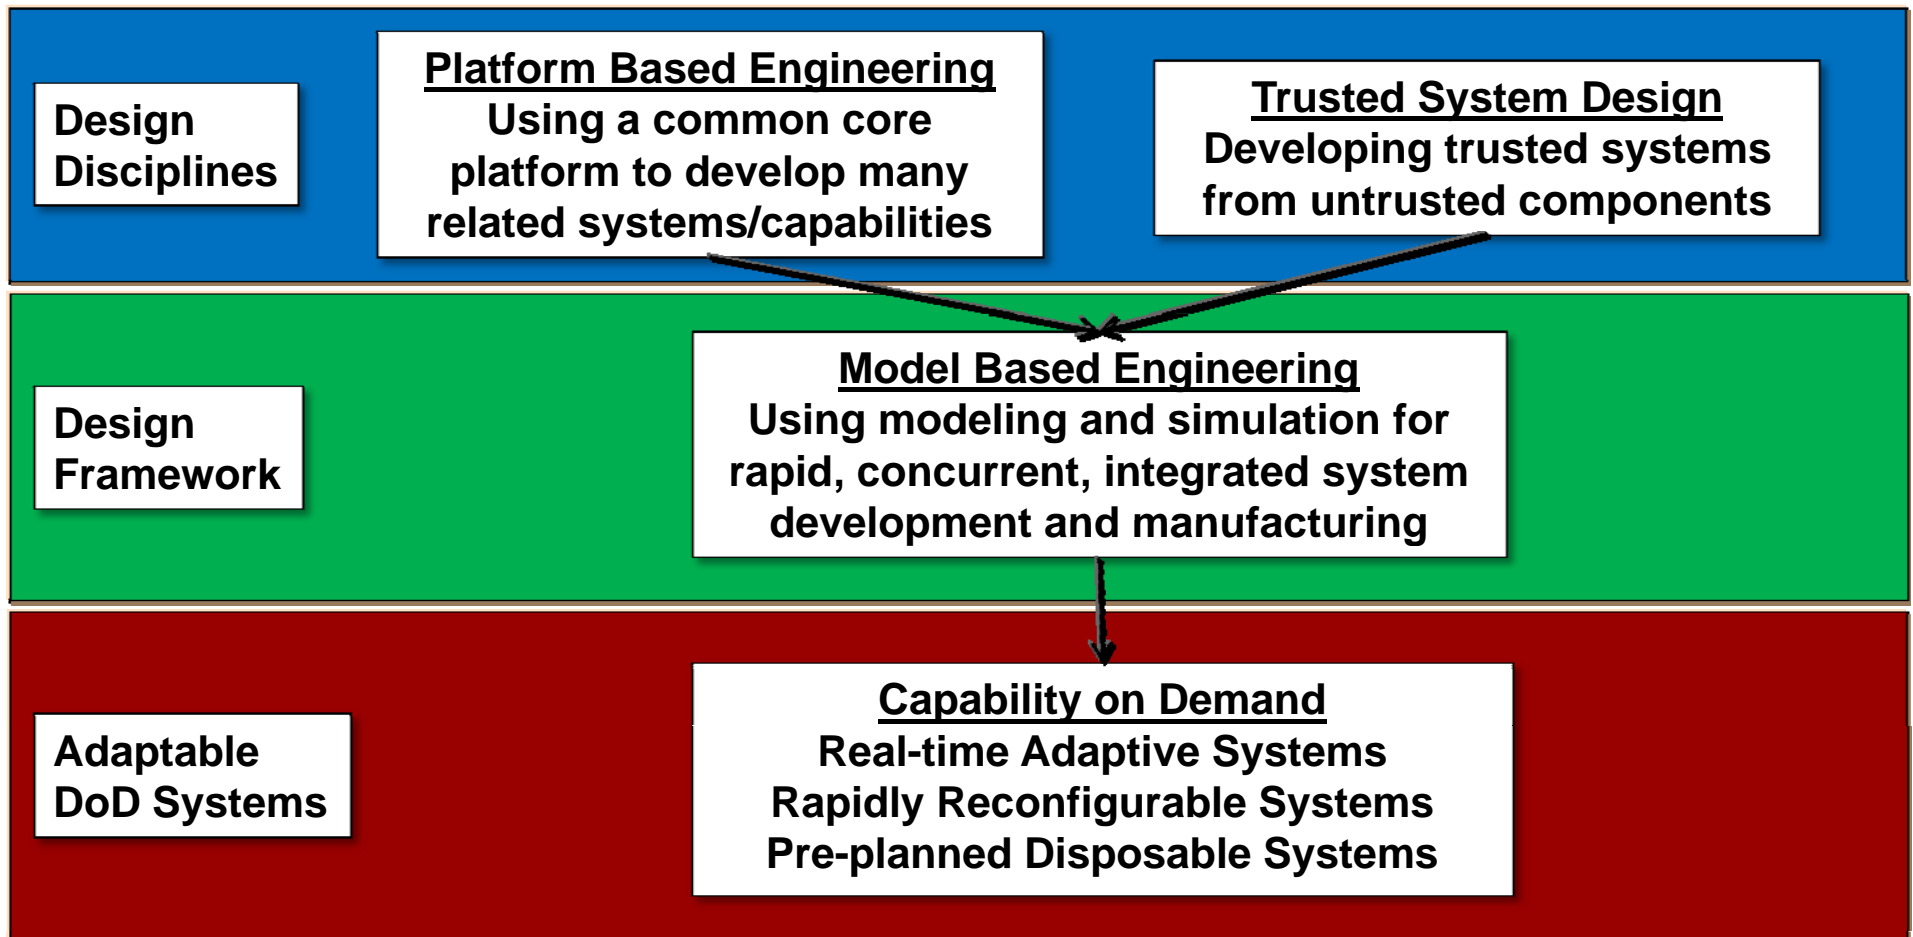 Design
Disciplines
Platform Based Engineering
Using a common core
platform to develop many
related systems/capabilities
Trusted System Design
Developing trusted systems
from untrusted components
Design
Framework
Model Based Engineering
Using modeling and simulation for
rapid, concurrent, integrated system
development and manufacturing
Adaptable
DoD Systems
Capability on Demand
Real-time Adaptive Systems
Rapidly Reconfigurable Systems
Pre-planned Disposable Systems